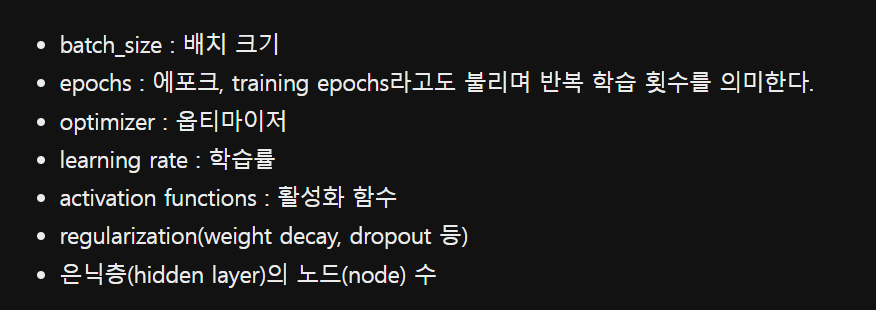 • batch_size : 배치 크기
• epochs : 에포크, training epochs라고도 불리며 반복 학습 횟수를 의미한다.
• optimizer : 옵티마이저
• learning rate : 학습률
• activation functions : 활성화 함수
• regularization(weight decay, dropout 등)
• 은닉층(hidden layer)의 노드(node) 수